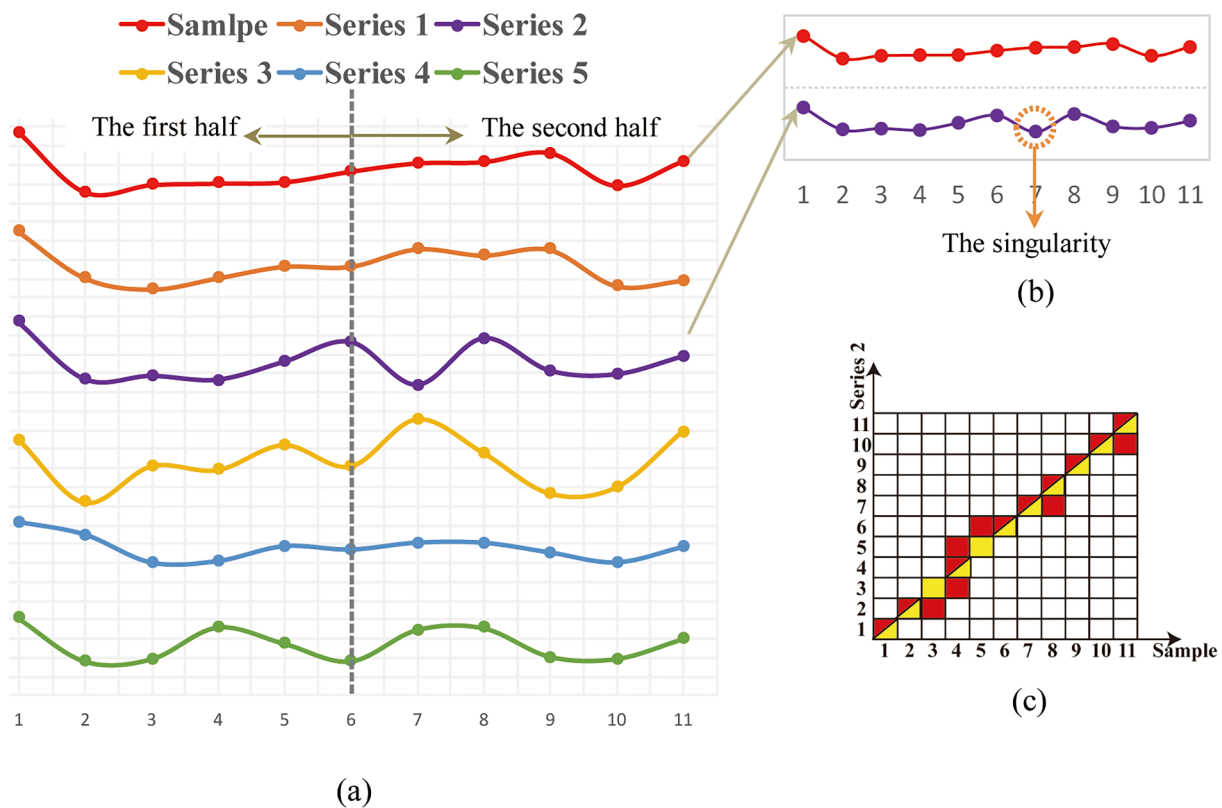 Samlpe Series 1 Series 2
Series 3 Series 4 Series 5
The first half The second half
1 2 3 4 5 6 7 8 9 10 11
(a)
1 2 3 4 5 6 7 8 9 10 11
The singularity
(b)
Series 2
11
10
9
8
7
6
5
4
3
2
1
1 2 3 4 5 6 7 8 9 10 11 Sample
(c)